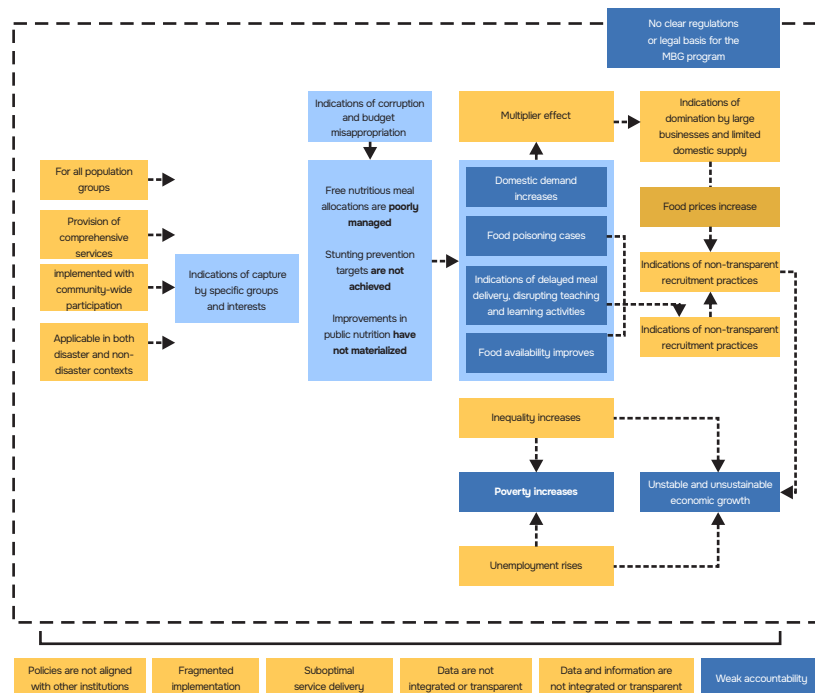 No clear regulations
or legal basis for the
MBG program
Indications of corruption
and budget
misappropriation
Multiplier effect
Indications of
domination by large
businesses and limited
domestic supply
For all population
groups
Provision of
comprehensive
services
implemented with
community-wide
participation
Applicable in both
disaster and non-
disaster contexts
Indications of capture
by specific groups
and interests
Free nutritious meal
allocations are poorly
managed
Stunting prevention
targets are not
achieved
Improvements in
public nutrition have
not materialized
Domestic demand
increases
Food poisoning cases
Indications of delayed meal
delivery, disrupting teaching
and learning activities
Food availability improves
Food prices increase
Indications of non-transparent
recruitment practices
Indications of non-transparent
recruitment practices
Inequality increases
Poverty increases
Unstable and unsustainable
economic growth
Unemployment rises
Policies are not aligned
with other institutions
Fragmented
implementation
Suboptimal
service delivery
Data are not
integrated or transparent
Data and information are
not integrated or transparent
Weak accountability